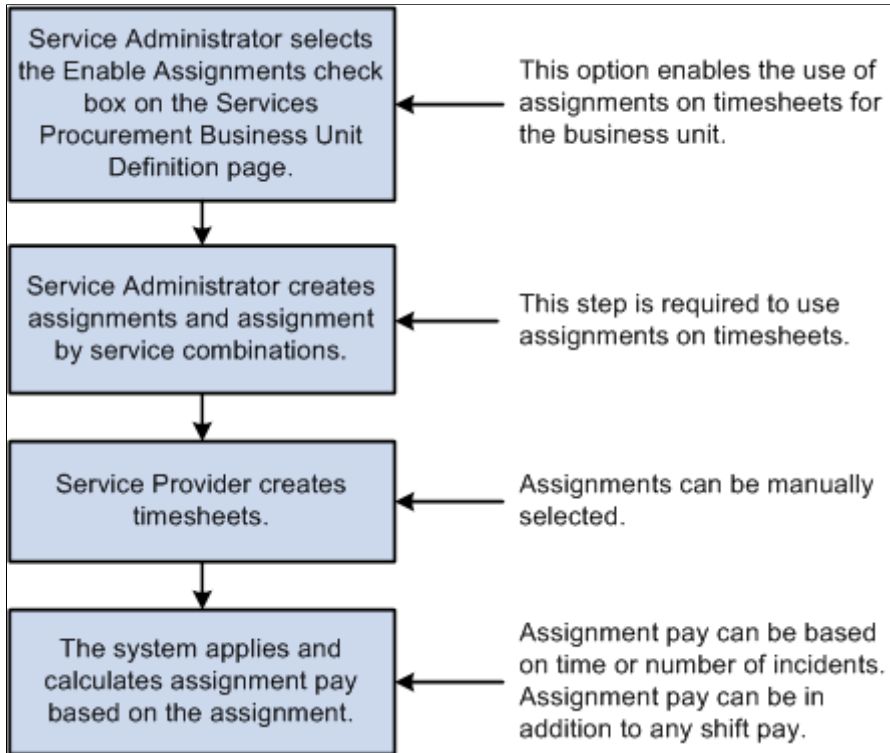 Service Administrator selects
the Enable Assignments check
box on the Services
Procurement Business Unit
Definition page.
This option enables the use of
assignments on timesheets for
the business unit.
Service Administrator creates
assignments and assignment
by service combinations.
This step is required to use
assignments on timesheets.
Service Provider creates
timesheets.
Assignments can be manually
selected.
The system applies and
calculates assignment pay
based on the assignment.
Assignment pay can be based
on time or number of incidents.
Assignment pay can be in
addition to any shift pay.